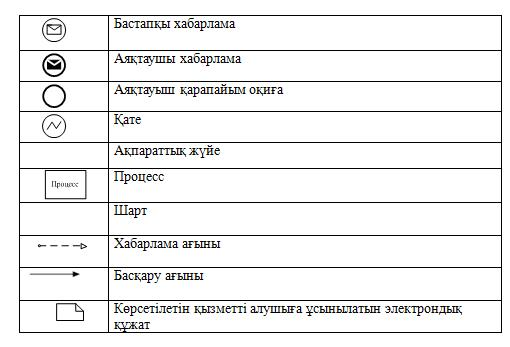 Бастапқы хабарлама
Аяқтаушы хабарлама
Аяқтауыш қарапайым оқиға
Қате
Ақпараттық жүйе
Процесс
Процесс
Шарт
Хабарлама ағыны
Басқару ағыны
Көрсетілетін қызметті алушыға ұсынылатын электрондық
құжат